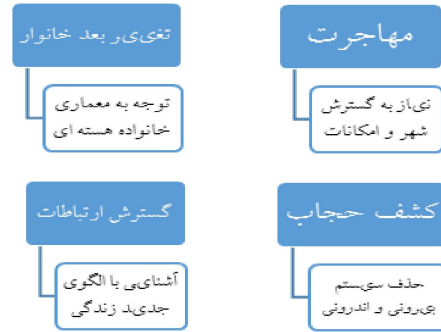 مهاجرت
نیاز به گسترش
شهر و امکانات
تغییر بعد خانوار
توجه به معماری
خانواده هسته ای
کشف حجاب
حذف سیستم
بیرونی و اندرونی
گسترش ارتباطات
آشنایی با الگوی
جدید زندگی